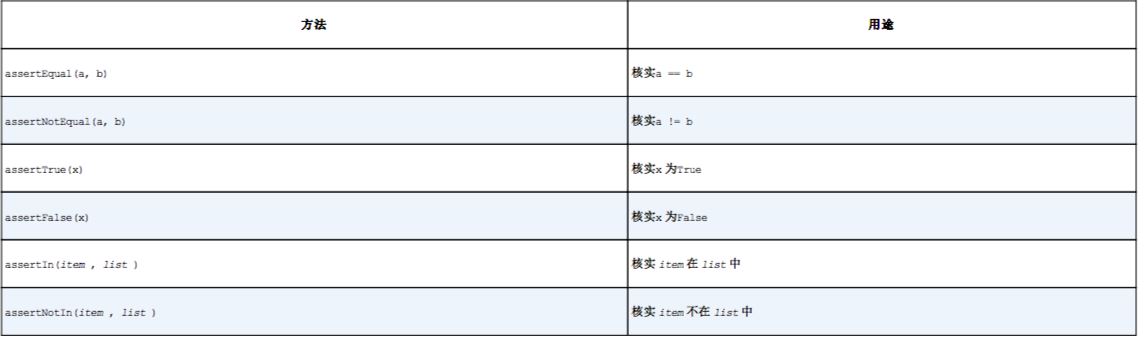 方法 用途
assertEqual(a, b) 核实a == b
assertNotEqual(a, b) 核实a != b
assertTrue(x) 核实x 为True
assertFalse(x) 核实x 为False
assertIn(item , list ) 核实 item 在 list 中
assertNotIn(item , list ) 核实 item 不在 list 中